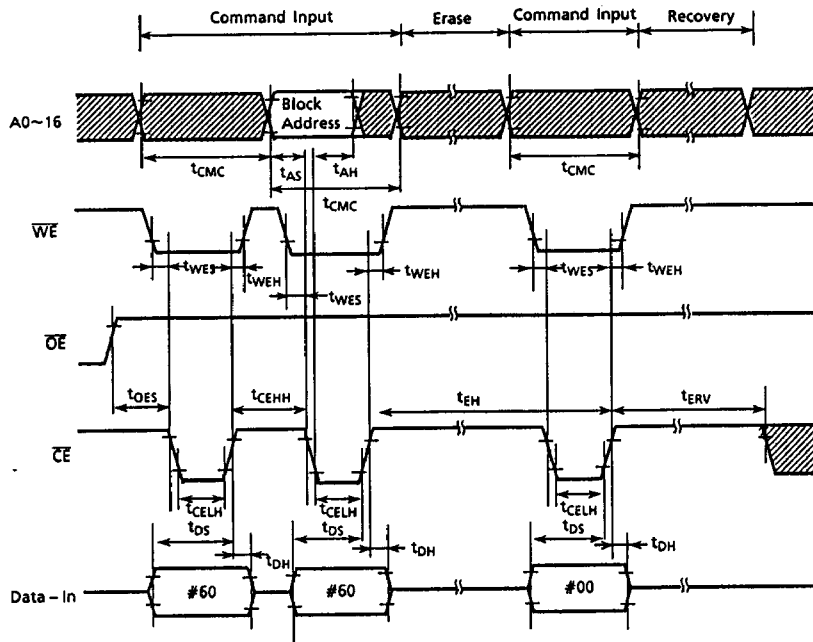 Command Input Erase Command Input Recovery
A0~16
Block
Address
tCMC tAS tAH tCMC
tCMC
WE
tWES tWEH tWES tWEH tWES tWEH
OE
tOES tCEHH tEH tERV
CE
tCELH tCELH tCELH
tDS tDS tDS
tDH tDH tDH
Data – In #60 #60 #00